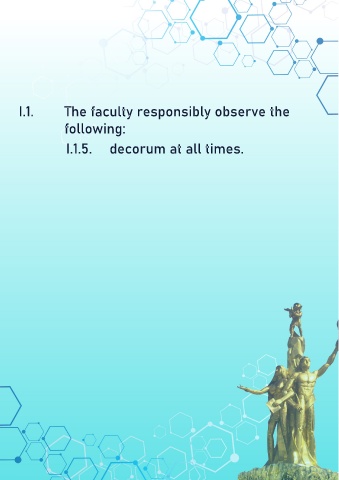 I.1. The faculty responsibly observe the
following:
I.1.5. decorum at all times.